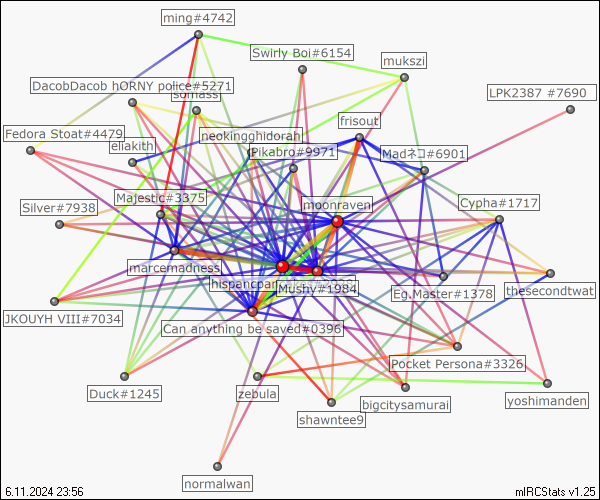 ming#4742
Swirly Boi#6154
mukszi
DacobDacob hORNY police#5271
somass
LPK2387 #7690
frisout
Fedora Stoat#4479
neokingghidorah
eliakith
Pikabro#9971
Madネコ#6901
Majestic#3375
moonraven
Silver#7938
Cypha#1717
marcemadness
Mushy#1984
Eg.Master#1378
thesecondtwat
JKOUYH VIII#7034
Can anything be saved#0396
Pocket Persona#3326
Duck#1245
zebula
bigcitysamurai
yoshimanden
shawntee9
normalwan
6.11.2024 23:56
mIRCStats v1.25